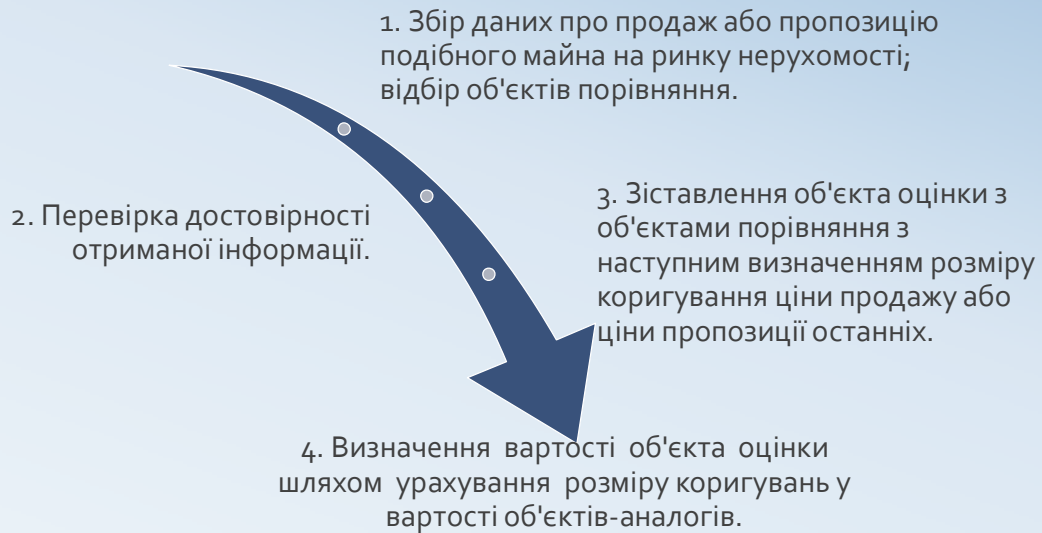 1. Збір даних про продаж або пропозицію
подібного майна на ринку нерухомості;
відбір об'єктів порівняння.
2. Перевірка достовірності
отриманої інформації.
3. Зіставлення об'єкта оцінки з
об'єктами порівняння з
наступним визначенням розміру
коригування ціни продажу або
ціни пропозиції останніх.
4. Визначення вартості об'єкта оцінки
шляхом урахування розміру коригувань у
вартості об'єктів-аналогів.